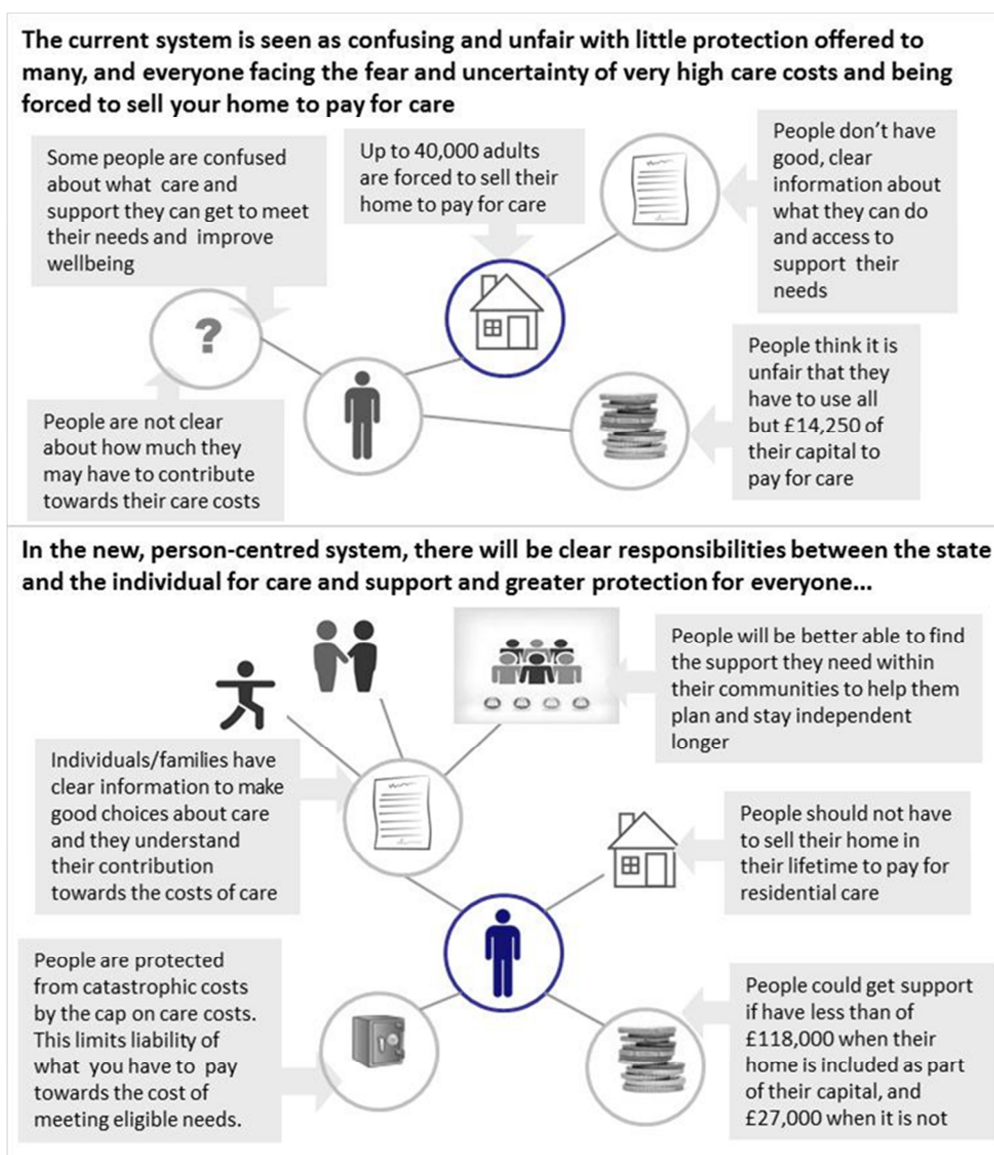 The current system is seen as confusing and unfair with little protection offered to
many, and everyone facing the fear and uncertainty of very high care costs and being
forced to sell your home to pay for care
Some people are confused
about what care and
support they can get to meet
their needs and improve
wellbeing
Up to 40,000 adults
are forced to sell their
home to pay for care
People don't have
good, clear
information about
what they can do
and access to
support their
needs
?
People are not clear
about how much they
may have to contribute
towards their care costs
People think it is
unfair that they
have to use all
but £14,250 of
their capital to
pay for care
In the new, person-centred system, there will be clear responsibilities between the state
and the individual for care and support and greater protection for everyone...
People will be better able to find
the support they need within
their communities to help them
plan and stay independent
longer
Individuals/families have
clear information to make
good choices about care
and they understand
their contribution
towards the costs of care
People should not have
to sell their home in
their lifetime to pay for
residential care
People are protected
from catastrophic costs
by the cap on care costs.
This limits liability of
what you have to pay
towards the cost of
meeting eligible needs.
People could get support
if have less than of
£118,000 when their
home is included as part
of their capital, and
£27,000 when it is not